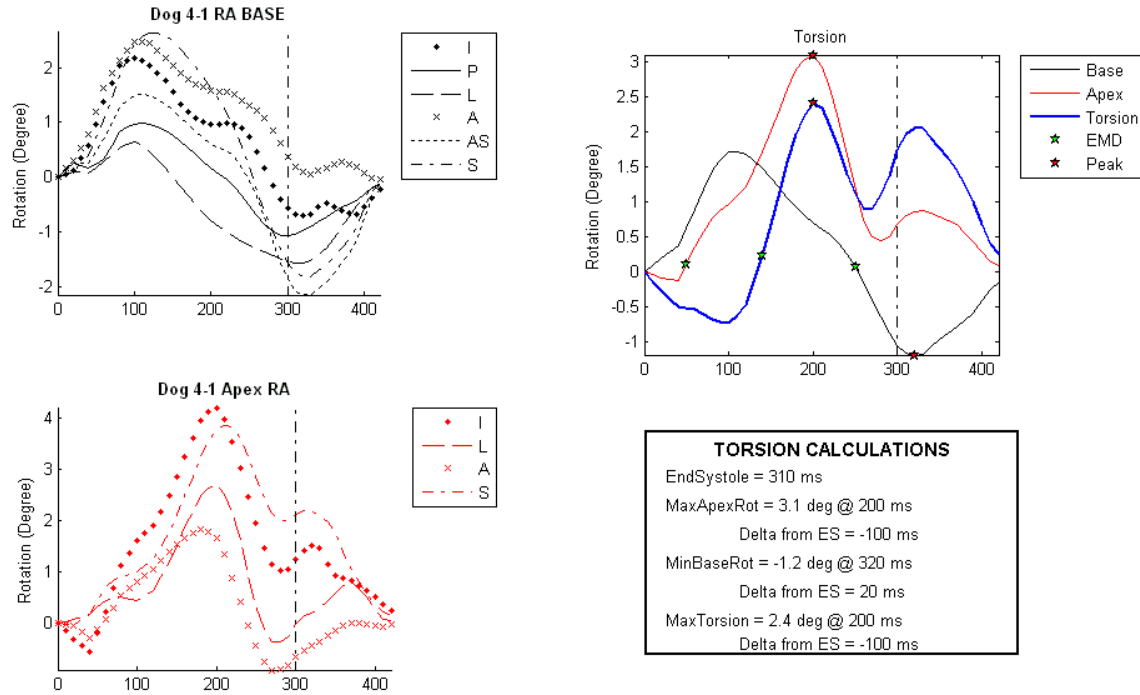 Dog 4-1 RA BASE
Rotation (Degree)
2
1
0
-1
-2
0
100
200
300
400
I
P
L
A
AS
S
Torsion
Rotation (Degree)
3
2.5
2
1.5
1
0.5
0
-0.5
-1
0
100
200
300
400
Base
Apex
Torsion
EMD
Peak
Dog 4-1 Apex RA
Rotation (Degree)
4
3
2
1
0
0
100
200
300
400
I
L
A
S
TORSION CALCULATIONS
EndSystole = 310 ms
MaxApexRot = 3.1 deg @ 200 ms
Delta from ES = -100 ms
MinBaseRot = -1.2 deg @ 320 ms
Delta from ES = 20 ms
MaxTorsion = 2.4 deg @ 200 ms
Delta from ES = -100 ms